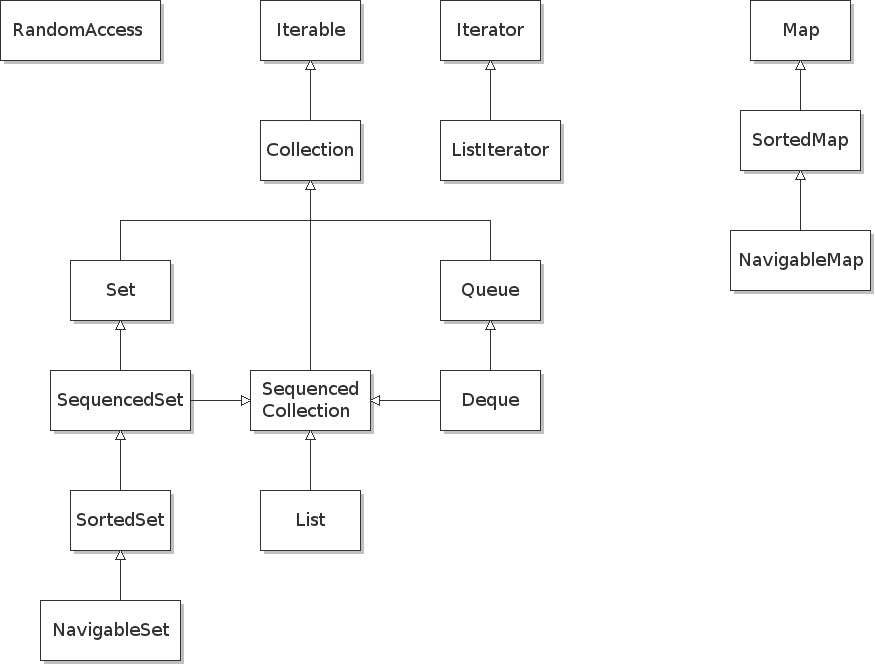 RandomAccess
Iterable
Iterator
Map
Collection
ListIterator
SortedMap
NavigableMap
Set
Queue
SequencedSet
Sequenced
Collection
Deque
SortedSet
List
NavigableSet